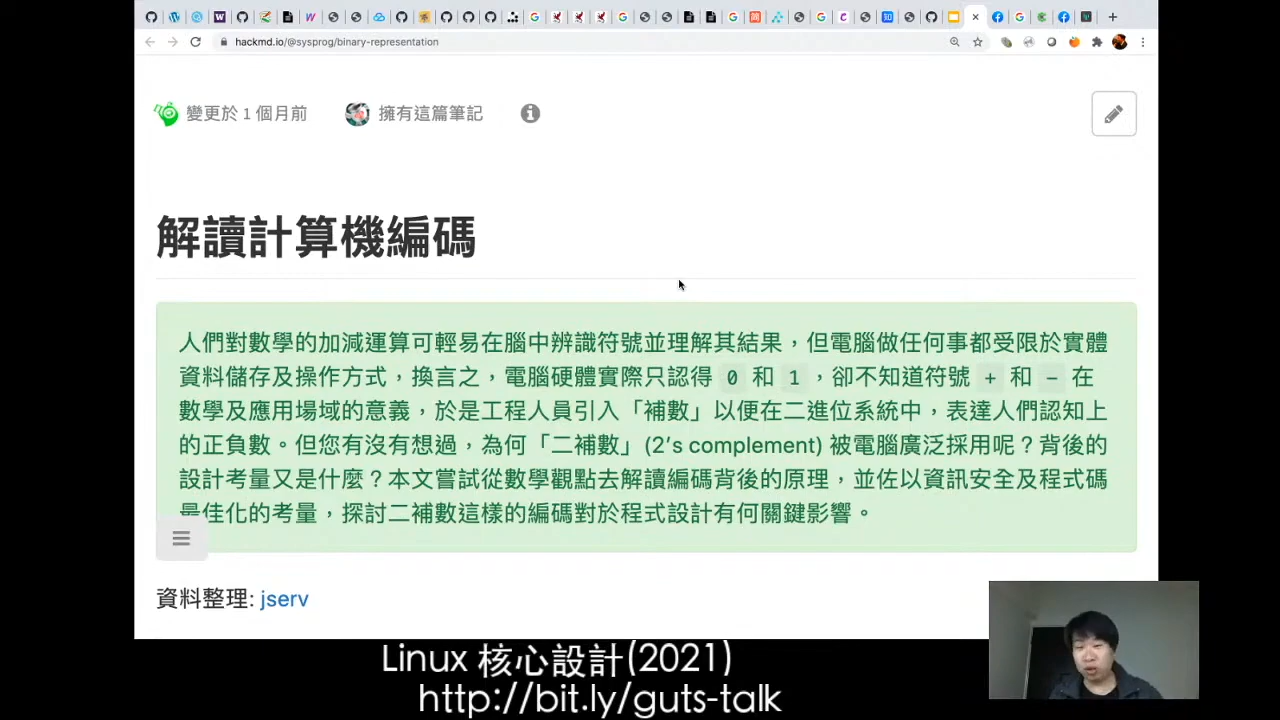 hackmd.io/@sysprog/binary-representation
變更於 1 個月前 擁有這篇筆記
解讀計算機編碼
人們對數學的加減運算可輕易在腦中辨識符號並理解其結果，但電腦做任何事都受限於實體
資料儲存及操作方式，換言之，電腦硬體實際只認得 0 和 1 ，卻不知道符號 + 和 - 在
數學及應用場域的意義，於是工程人員引入「補數」以便在二進位系統中，表達人們認知上
的正負數。但您有沒有想過，為何「二補數」(2’s complement) 被電腦廣泛採用呢？背後的
設計考量又是什麼？本文嘗試從數學觀點去解讀編碼背後的原理，並佐以資訊安全及程式碼
最佳化的考量，探討二補數這樣的編碼對於程式設計有何關鍵影響。
資料整理: jserv
Linux 核心設計(2021)
http://bit.ly/guts-talk